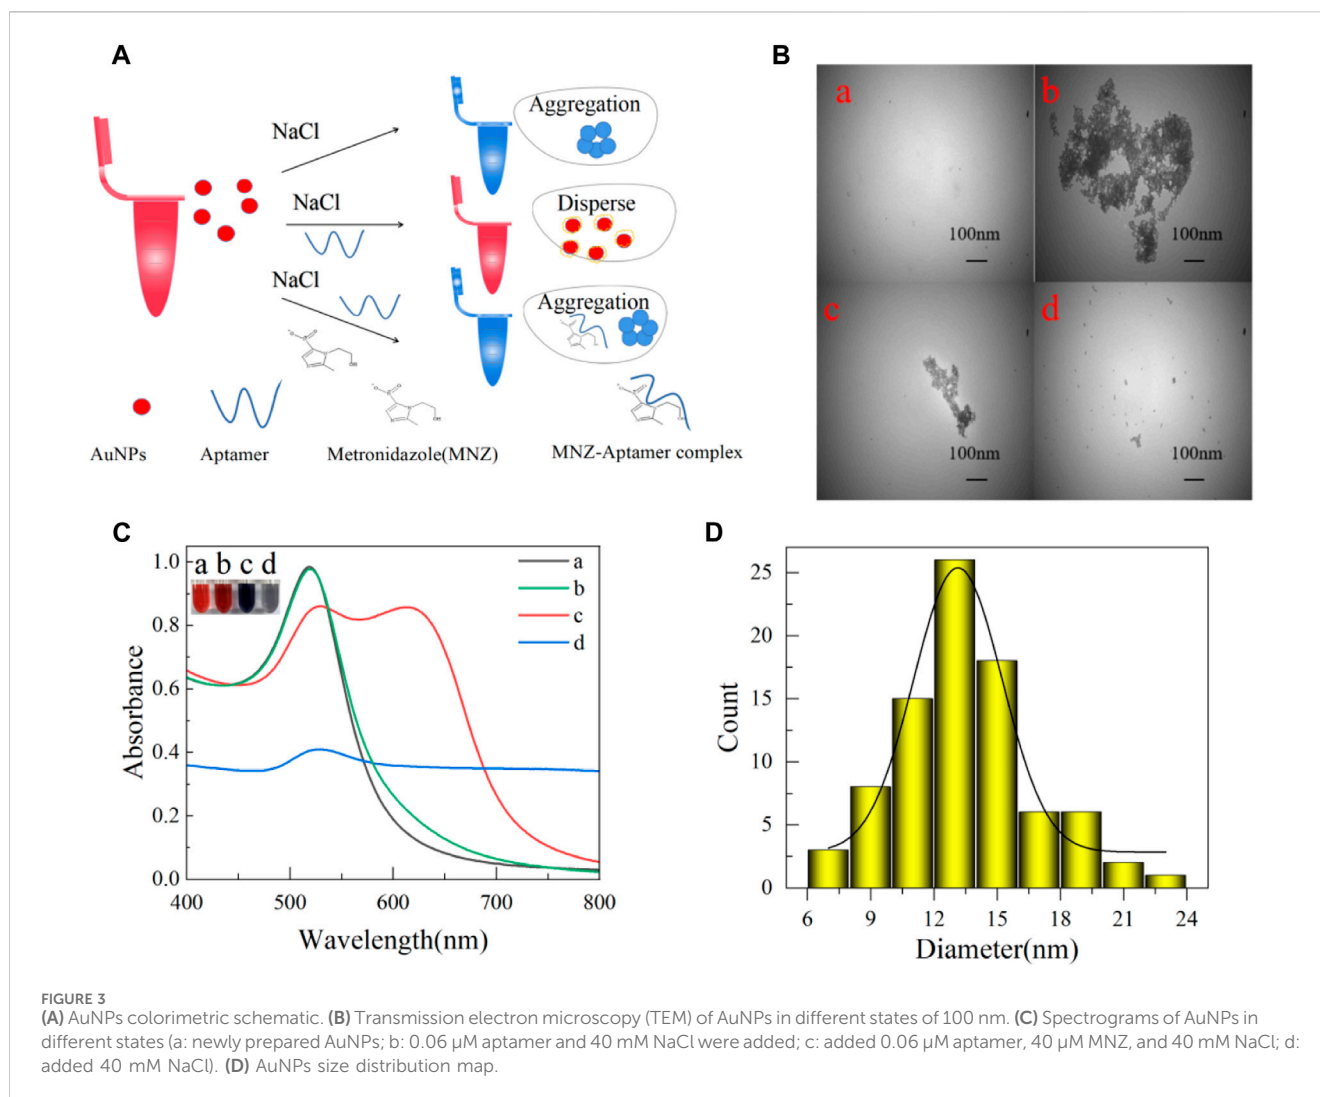 A
NaCl
Aggregation
NaCl
Disperse
NaCl
Aggregation
AuNPs
Aptamer
Metronidazole(MNZ)
MNZ-Aptamer complex
B
a
b
100nm
100nm
c
d
100nm
100nm
C
a b c d
a
b
c
d
1.0
0.8
0.6
0.4
0.2
0.0
Absorbance
400 500 600 700 800
Wavelength(nm)
D
25
20
15
10
5
0
Count
6 9 12 15 18 21 24
Diameter(nm)
FIGURE 3
(A) AuNPs colorimetric schematic. (B) Transmission electron microscopy (TEM) of AuNPs in different states of 100 nm. (C) Spectrograms of AuNPs in
different states (a: newly prepared AuNPs; b: 0.06 µM aptamer and 40 mM NaCl were added; c: added 0.06 µM aptamer, 40 µM MNZ, and 40 mM NaCl; d:
added 40 mM NaCl). (D) AuNPs size distribution map.